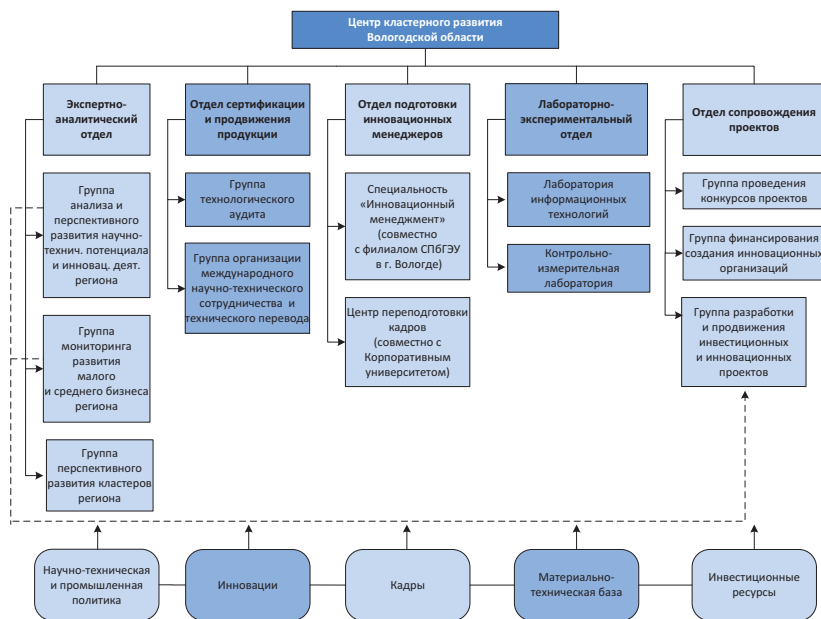 Центр кластерного развития
Вологодской области
Экспертно-
аналитический
отдел
Отдел сертификации
и продвижения
продукции
Отдел подготовки
инновационных
менеджеров
Лабораторно-
экспериментальный
отдел
Отдел сопровождения
проектов
Группа
анализа и
перспективного
развития научно-
технич. потенциала
и инновац. деят.
региона
Группа
мониторинга
развития
малого
и среднего бизнеса
региона
Группа
перспективного
развития кластеров
региона
Группа
технологического
аудита
Группа организации
международного
научно-технического
сотрудничества и
технического перевода
Специальность
«Инновационный
менеджмент»
(совместно
с филиалом СПбГЭУ
в г. Вологде)
Центр переподготовки
кадров
(совместно с
Корпоративным
университетом)
Лаборатория
информационных
технологий
Контрольно-
измерительная
лаборатория
Группа проведения
конкурсов проектов
Группа финансирования
создания инновационных
организаций
Группа разработки
и продвижения
инвестиционных
и инновационных
проектов
Научно-техническая
и промышленная
политика
Инновации
Кадры
Материально-
техническая база
Инвестиционные
ресурсы